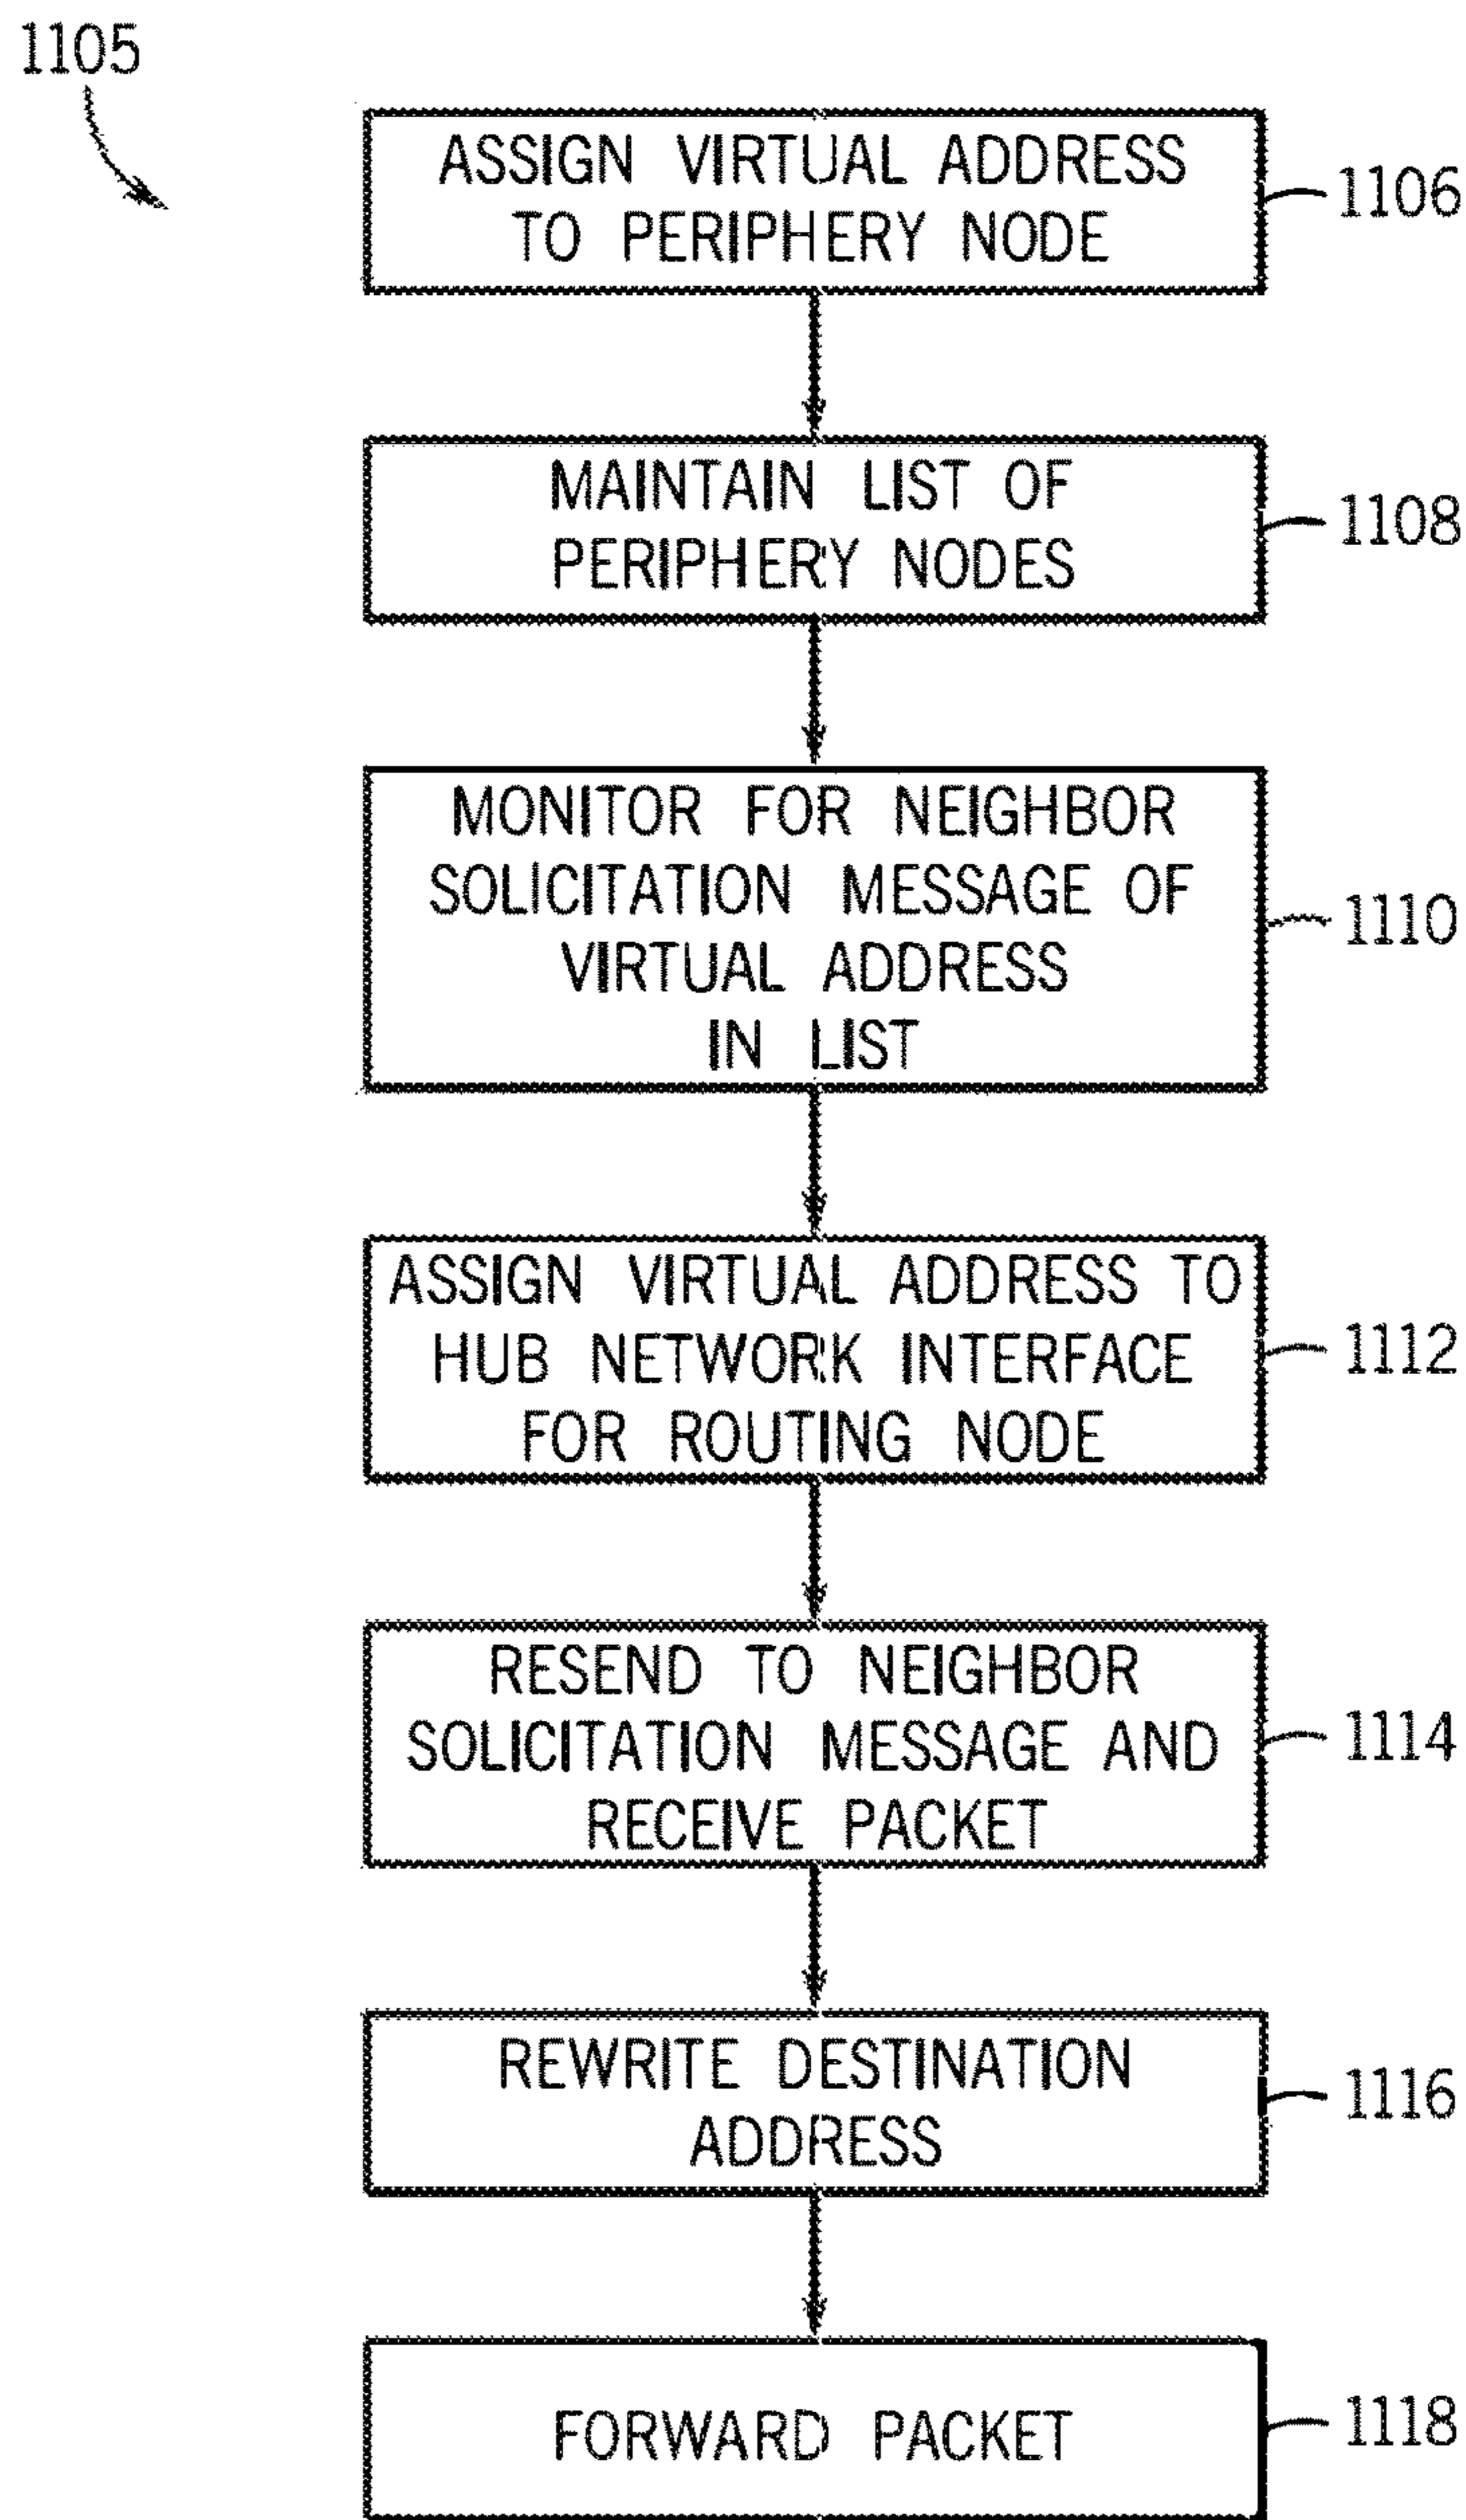 1105
ASSIGN VIRTUAL ADDRESS
TO PERIPHERY NODE
1106
MAINTAIN LIST OF
PERIPHERY NODES
1108
MONITOR FOR NEIGHBOR
SOLICITATION MESSAGE OF
VIRTUAL ADDRESS
IN LIST
1110
ASSIGN VIRTUAL ADDRESS TO
HUB NETWORK INTERFACE
FOR ROUTING NODE
1112
RESEND TO NEIGHBOR
SOLICITATION MESSAGE AND
RECEIVE PACKET
1114
REWRITE DESTINATION
ADDRESS
1116
FORWARD PACKET
1118